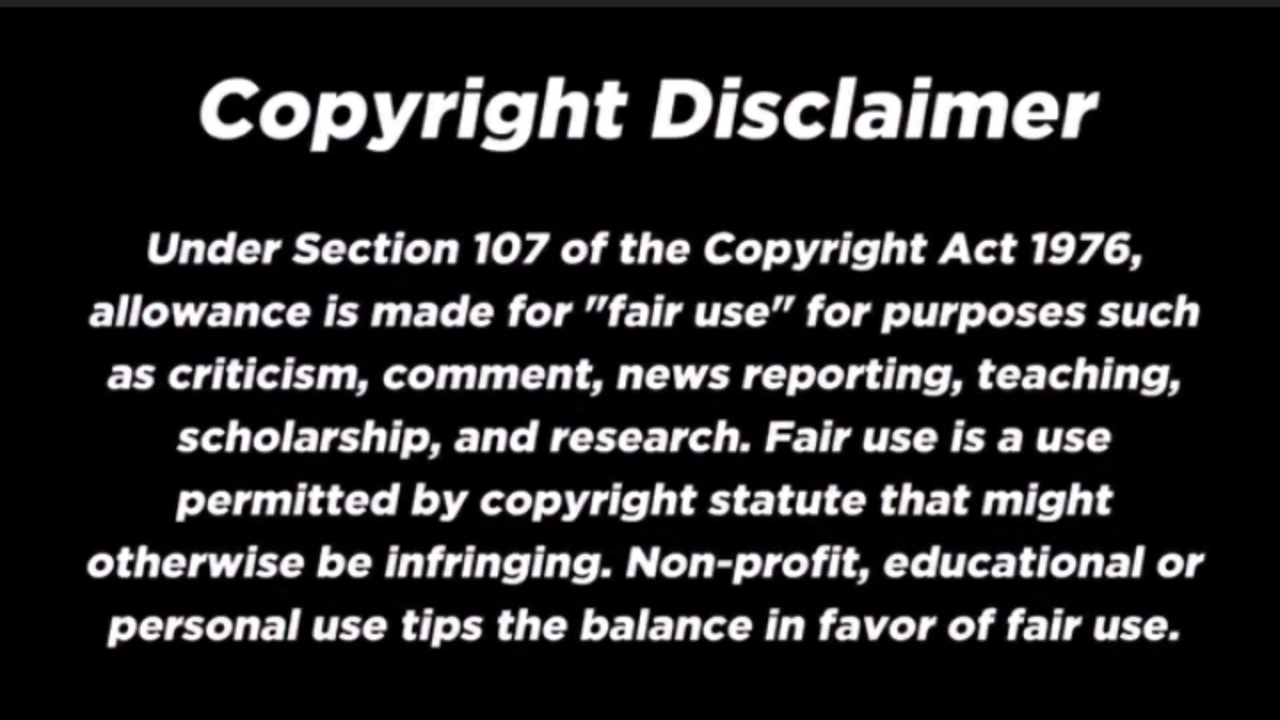 Copyright Disclaimer
Under Section 107 of the Copyright Act 1976,
allowance is made for "fair use" for purposes such
as criticism, comment, news reporting, teaching,
scholarship, and research. Fair use is a use
permitted by copyright statute that might
otherwise be infringing. Non-profit, educational or
personal use tips the balance in favor of fair use.